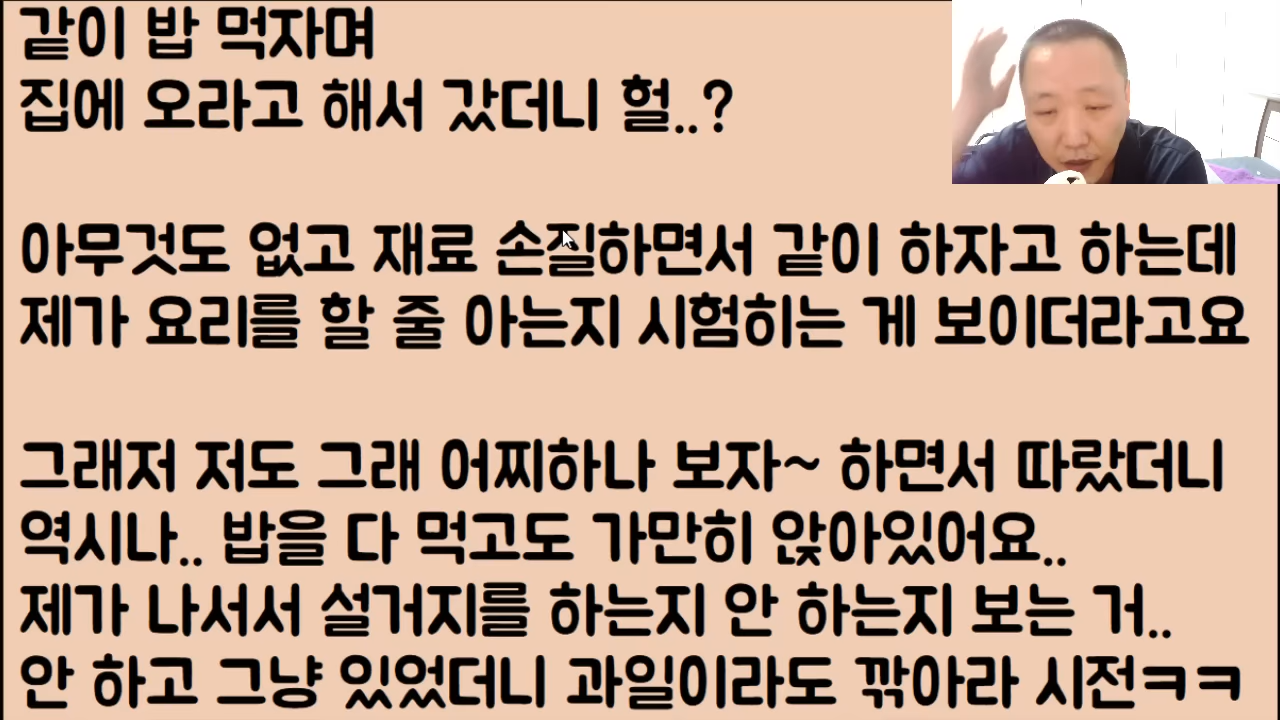 같이 밥 먹자며
집에 오라고 해서 갔더니 헐..?
아무것도 없고 재료 손질하면서 같이 하자고 하는데
제가 요리를 할 줄 아는지 시험히는 게 보이더라고요
그래저 저도 그래 어찌하나 보자~ 하면서 따랐더니
역시나.. 밥을 다 먹고도 가만히 앉아있어요..
제가 나서서 설거지를 하는지 안 하는지 보는 거..
안 하고 그냥 있었더니 과일이라도 깎아라 시전ㅋㅋ